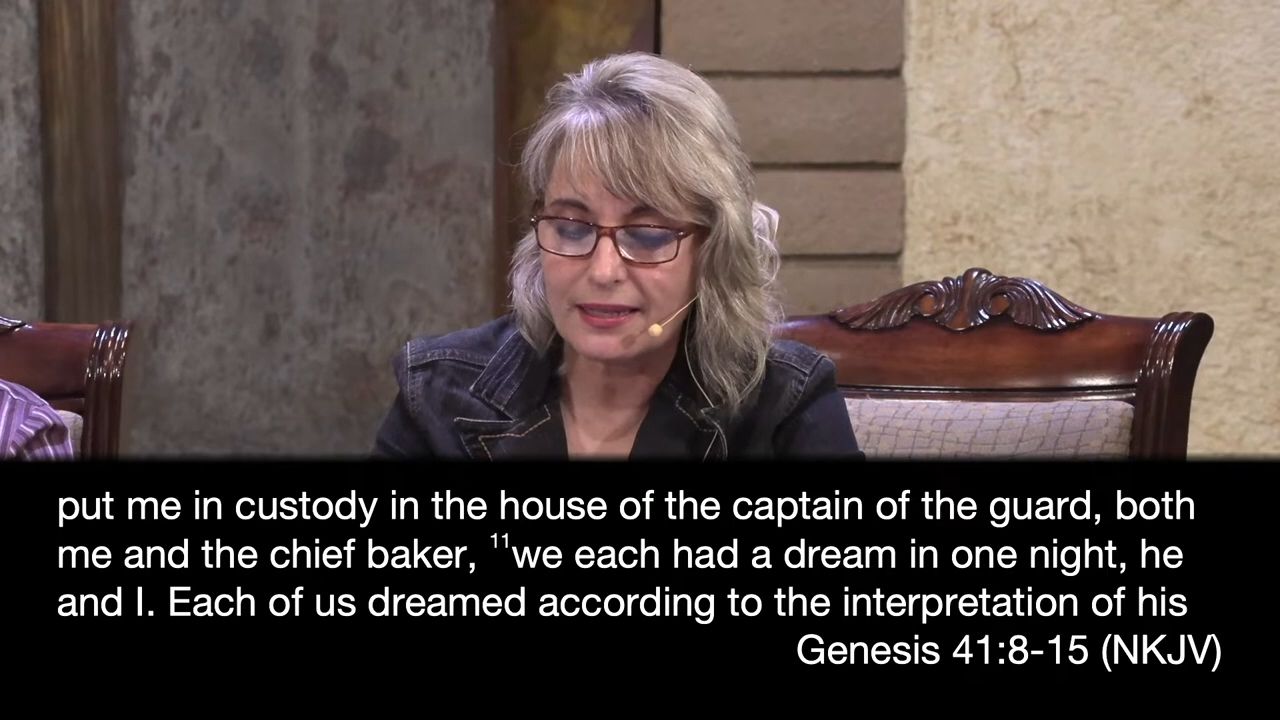 put me in custody in the house of the captain of the guard, both
me and the chief baker, 11we each had a dream in one night, he
and I. Each of us dreamed according to the interpretation of his
Genesis 41:8-15 (NKJV)